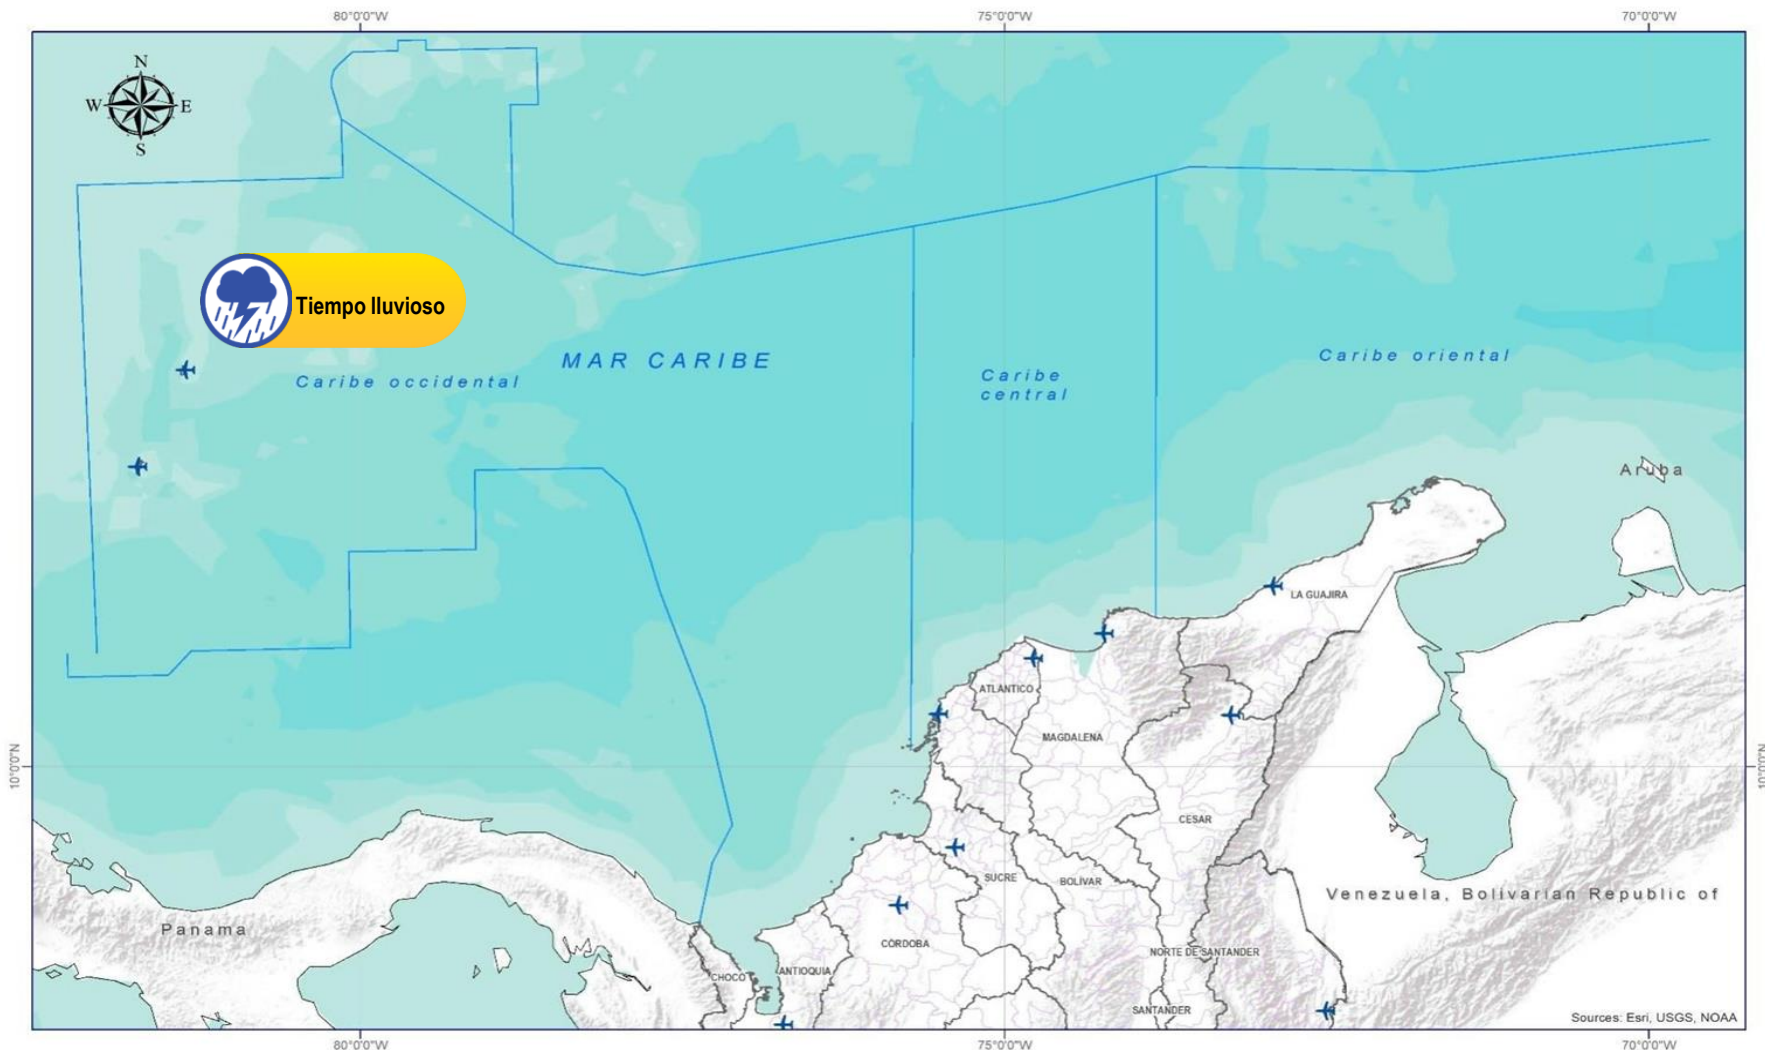 80°0'0"W
75°0'0"W
70°0'0"W
N
W
E
S
Tiempo lluvioso
MAR CARIBE
Caribe occidental
Caribe
central
Caribe oriental
Aruba
LA GUAJIRA
ATLANTICO
MAGDALENA
10°0'0"N
10°0'0"N
CESAR
SUCRE
BOLÍVAR
Venezuela, Bolivarian Republic of
Panama
CÓRDOBA
NORTE DE SANTANDER
CHOCO
ANTIOQUIA
SANTANDER
Sources: Esri, USGS, NOAA
80°0'0"W
75°0'0"W
70°0'0"W